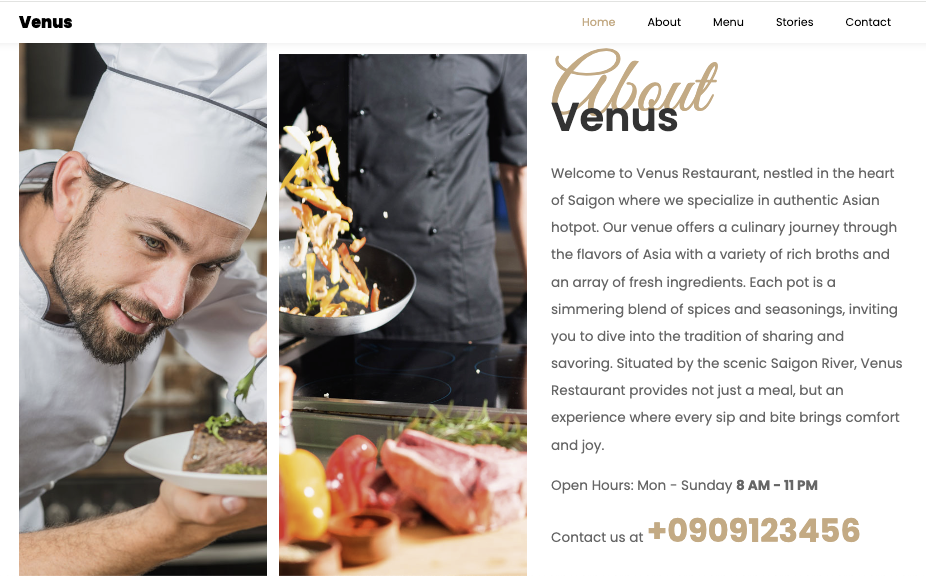 Venus
Home About Menu Stories Contact
About
Venus
Welcome to Venus Restaurant, nestled in the heart
of Saigon where we specialize in authentic Asian
hotpot. Our venue offers a culinary journey through
the flavors of Asia with a variety of rich broths and
an array of fresh ingredients. Each pot is a
simmering blend of spices and seasonings, inviting
you to dive into the tradition of sharing and
savoring. Situated by the scenic Saigon River, Venus
Restaurant provides not just a meal, but an
experience where every sip and bite brings comfort
and joy.
Open Hours: Mon - Sunday 8 AM - 11 PM
Contact us at +0909123456